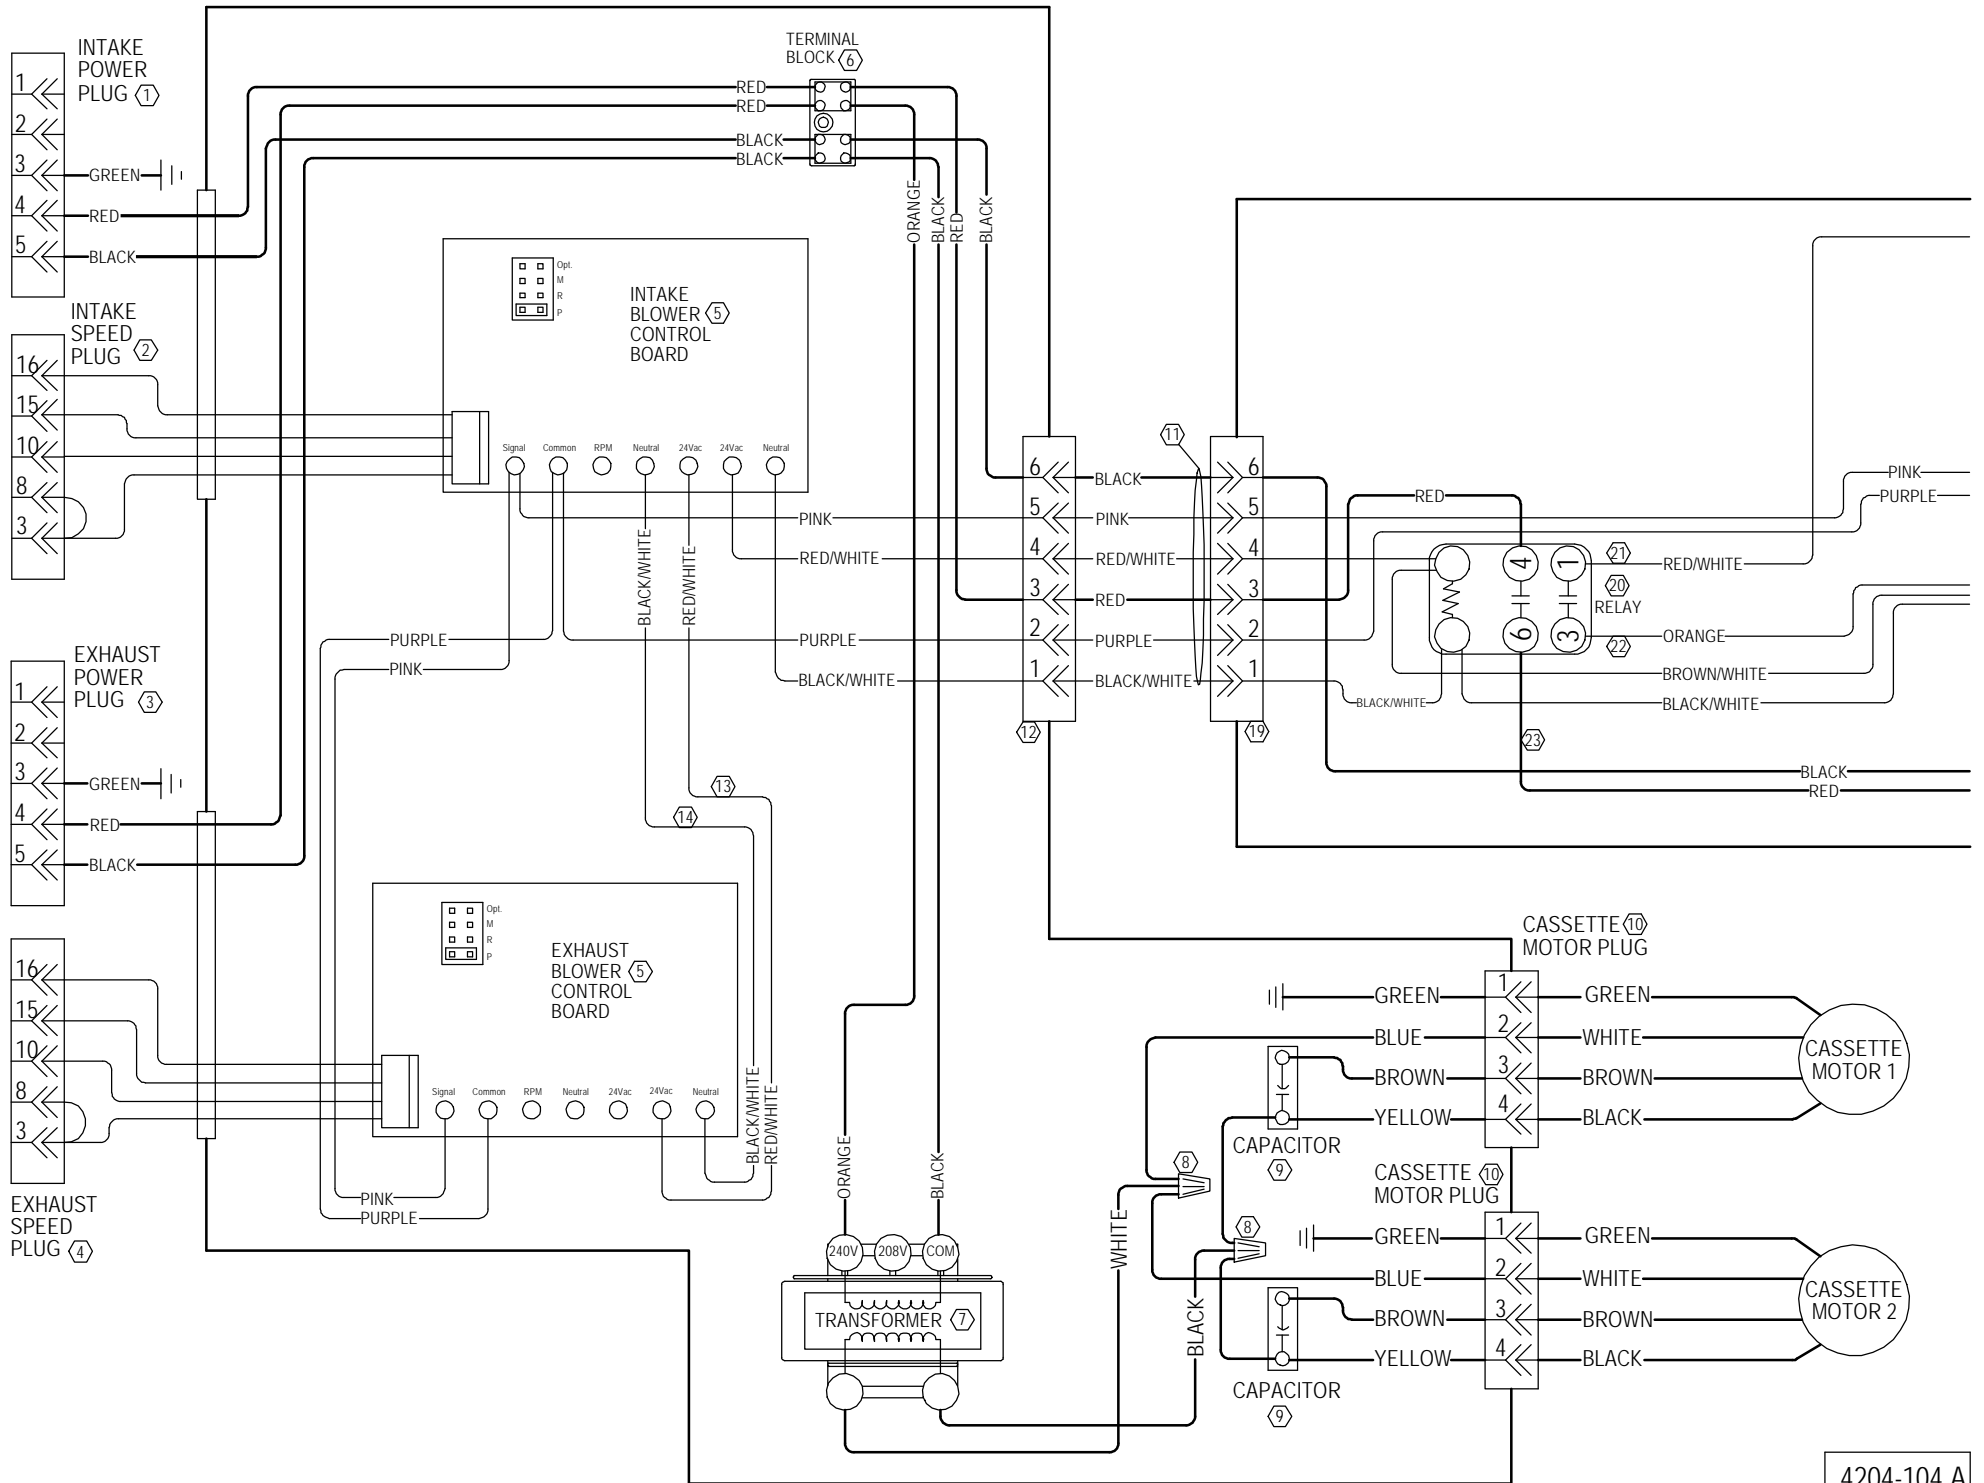 INTAKE
POWER
PLUG 1
1
2
3
4
5
GREEN
RED
BLACK
TERMINAL
BLOCK 6
RED
RED
BLACK
BLACK
ORANGE
BLACK
RED
BLACK
INTAKE
SPEED
PLUG 2
16
15
10
8
3
Opt.
M
R
P
INTAKE
BLOWER 5
CONTROL
BOARD
Signal Common RPM Neutral 24Vac 24Vac Neutral
PINK
RED/WHITE
BLACK/WHITE
RED/WHITE
PURPLE
PINK
PURPLE
BLACK/WHITE
13
14
6
5
4
3
2
1
12
BLACK
PINK
RED/WHITE
RED
PURPLE
BLACK/WHITE
11
6
5
4
3
2
1
19
RED
PINK
PURPLE
4
1
6
3
21
20
RELAY
22
RED/WHITE
ORANGE
BROWN/WHITE
BLACK/WHITE
BLACK/WHITE
23
BLACK
RED
EXHAUST
POWER
PLUG 3
1
2
3
4
5
GREEN
RED
BLACK
EXHAUST
SPEED
PLUG 4
16
15
10
8
3
Opt.
M
R
P
EXHAUST
BLOWER 5
CONTROL
BOARD
Signal Common RPM Neutral 24Vac 24Vac Neutral
BLACK/WHITE
RED/WHITE
PINK
PURPLE
ORANGE
BLACK
240V 208V COM
TRANSFORMER 7
WHITE
BLACK
8
8
CAPACITOR
9
CAPACITOR
9
CASSETTE 10
MOTOR PLUG
1
2
3
4
GREEN
BLUE
BROWN
YELLOW
GREEN
WHITE
BROWN
BLACK
CASSETTE
MOTOR 1
CASSETTE 10
MOTOR PLUG
1
2
3
4
GREEN
BLUE
BROWN
YELLOW
GREEN
WHITE
BROWN
BLACK
CASSETTE
MOTOR 2
4204-104 A